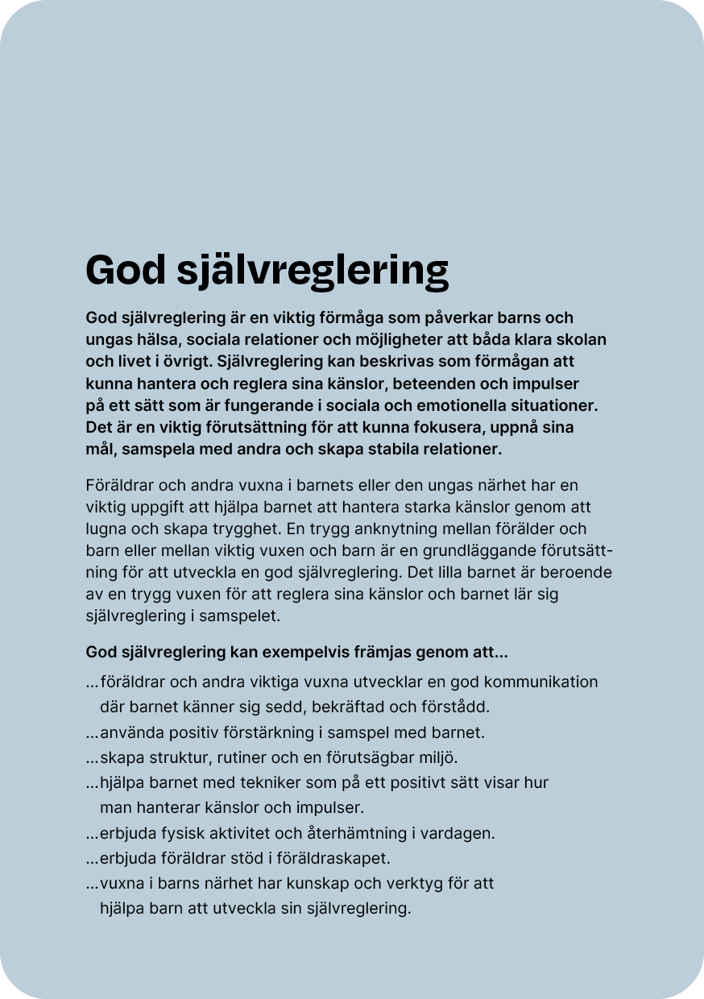 God självreglering
God självreglering är en viktig förmåga som påverkar barns och
ungas hälsa, sociala relationer och möjligheter att båda klara skolan
och livet i övrigt. Självreglering kan beskrivas som förmågan att
kunna hantera och reglera sina känslor, beteenden och impulser
på ett sätt som är fungerande i sociala och emotionella situationer.
Det är en viktig förutsättning för att kunna fokusera, uppnå sina
mål, samspela med andra och skapa stabila relationer.
Föräldrar och andra vuxna i barnets eller den ungas närhet har en
viktig uppgift att hjälpa barnet att hantera starka känslor genom att
lugna och skapa trygghet. En trygg anknytning mellan förälder och
barn eller mellan viktig vuxen och barn är en grundläggande förutsätt-
ning för att utveckla en god självreglering. Det lilla barnet är beroende
av en trygg vuxen för att reglera sina känslor och barnet lär sig
självreglering i samspelet.
God självreglering kan exempelvis främjas genom att...
...föräldrar och andra viktiga vuxna utvecklar en god kommunikation
där barnet känner sig sedd, bekräftad och förstådd.
...använda positiv förstärkning i samspel med barnet.
...skapa struktur, rutiner och en förutsägbar miljö.
...hjälpa barnet med tekniker som på ett positivt sätt visar hur
man hanterar känslor och impulser.
...erbjuda fysisk aktivitet och återhämtning i vardagen.
...erbjuda föräldrar stöd i föräldraskapet.
...vuxna i barns närhet har kunskap och verktyg för att
hjälpa barn att utveckla sin självreglering.